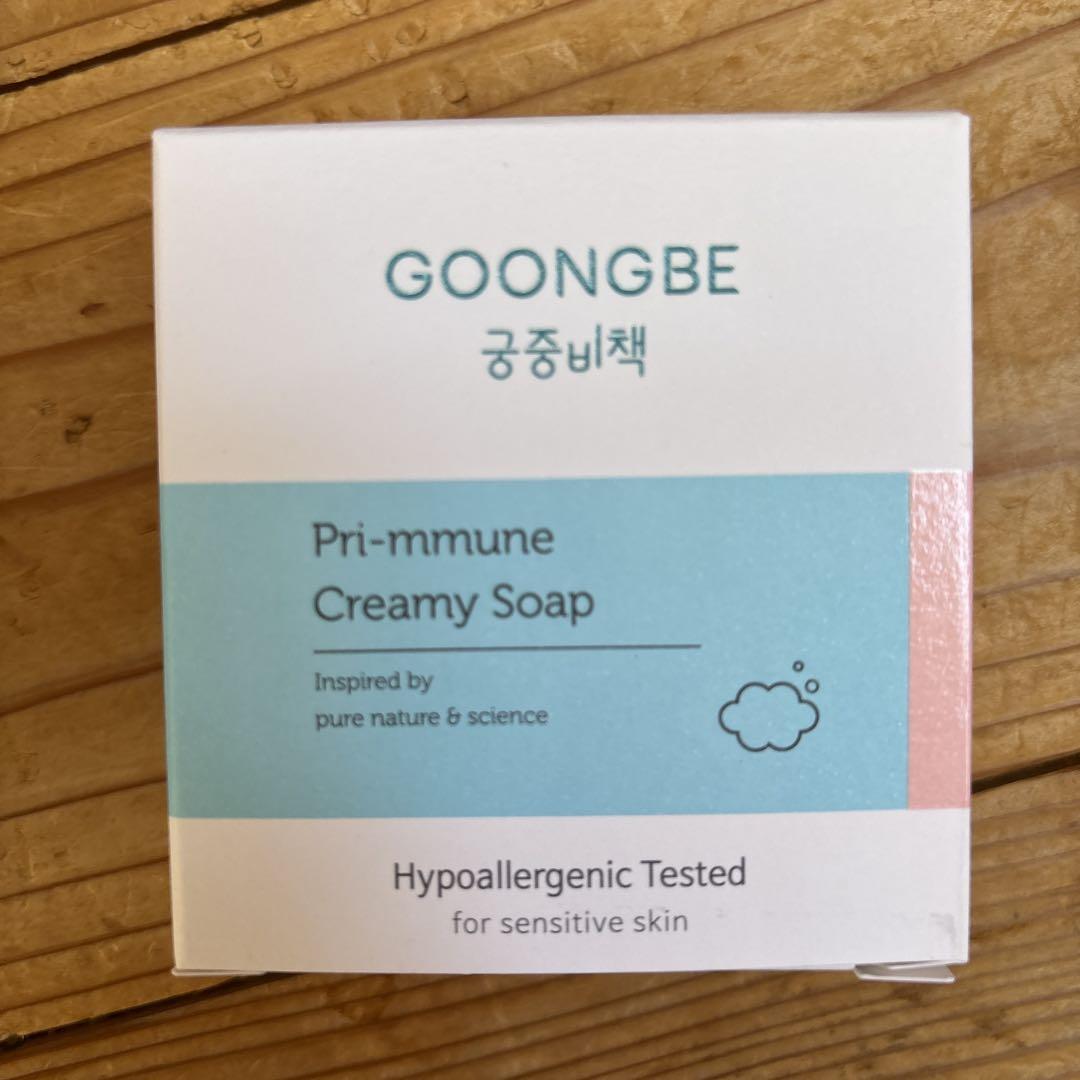 GOONGBE
궁중비책
Pri-mmune
Creamy Soap
Inspired by
pure nature & science
Hypoallergenic Tested
for sensitive skin